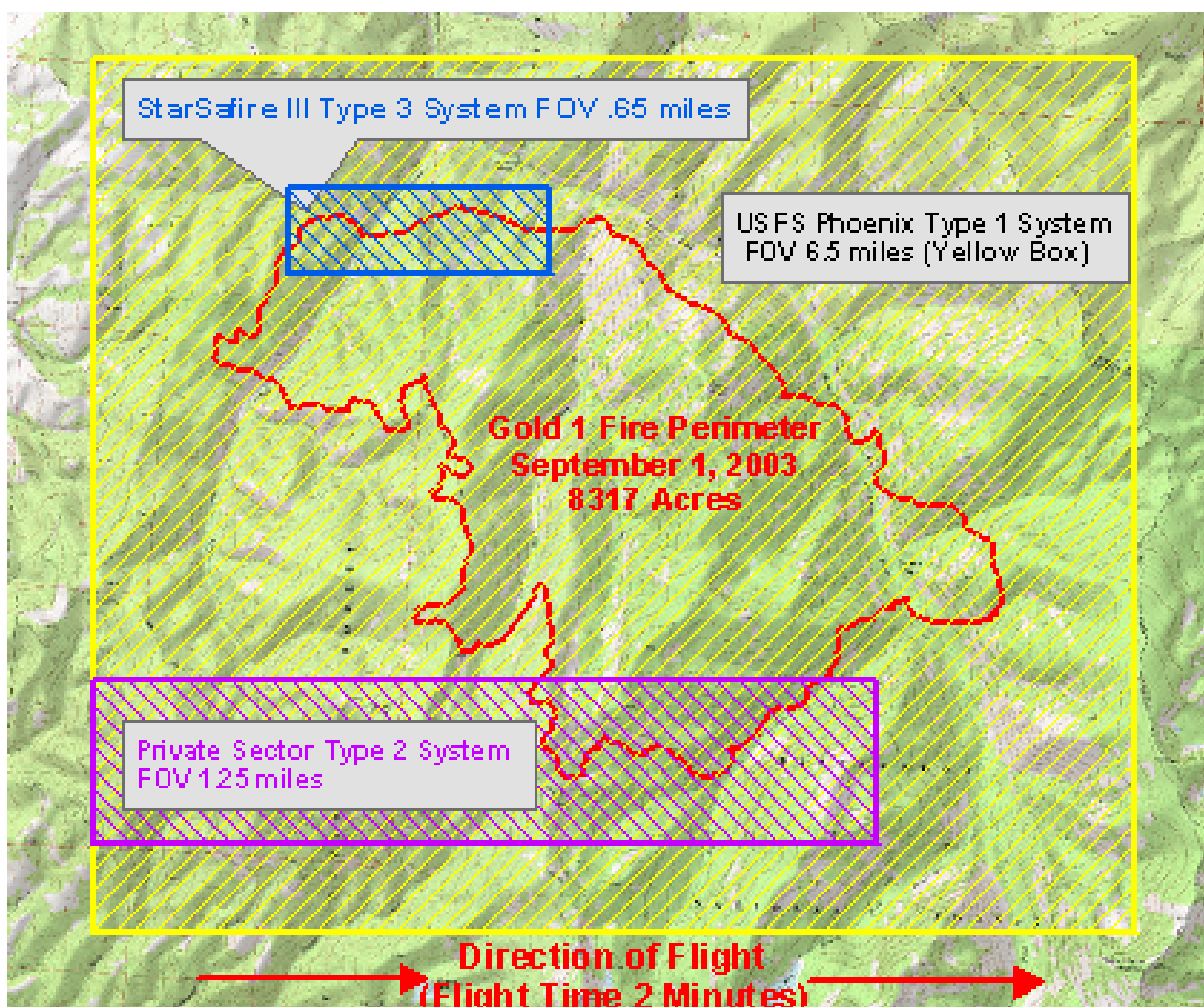 StarSafire III Type 3 System FOV .65 miles
USFS Phoenix Type 1 System
FOV 6.5 miles (Yellow Box)
Gold 1 Fire Perimeter
September 1, 2003
8317 Acres
Private Sector Type 2 System
FOV 1.25 miles
Direction of Flight
(Flight Time 2 Minutes)